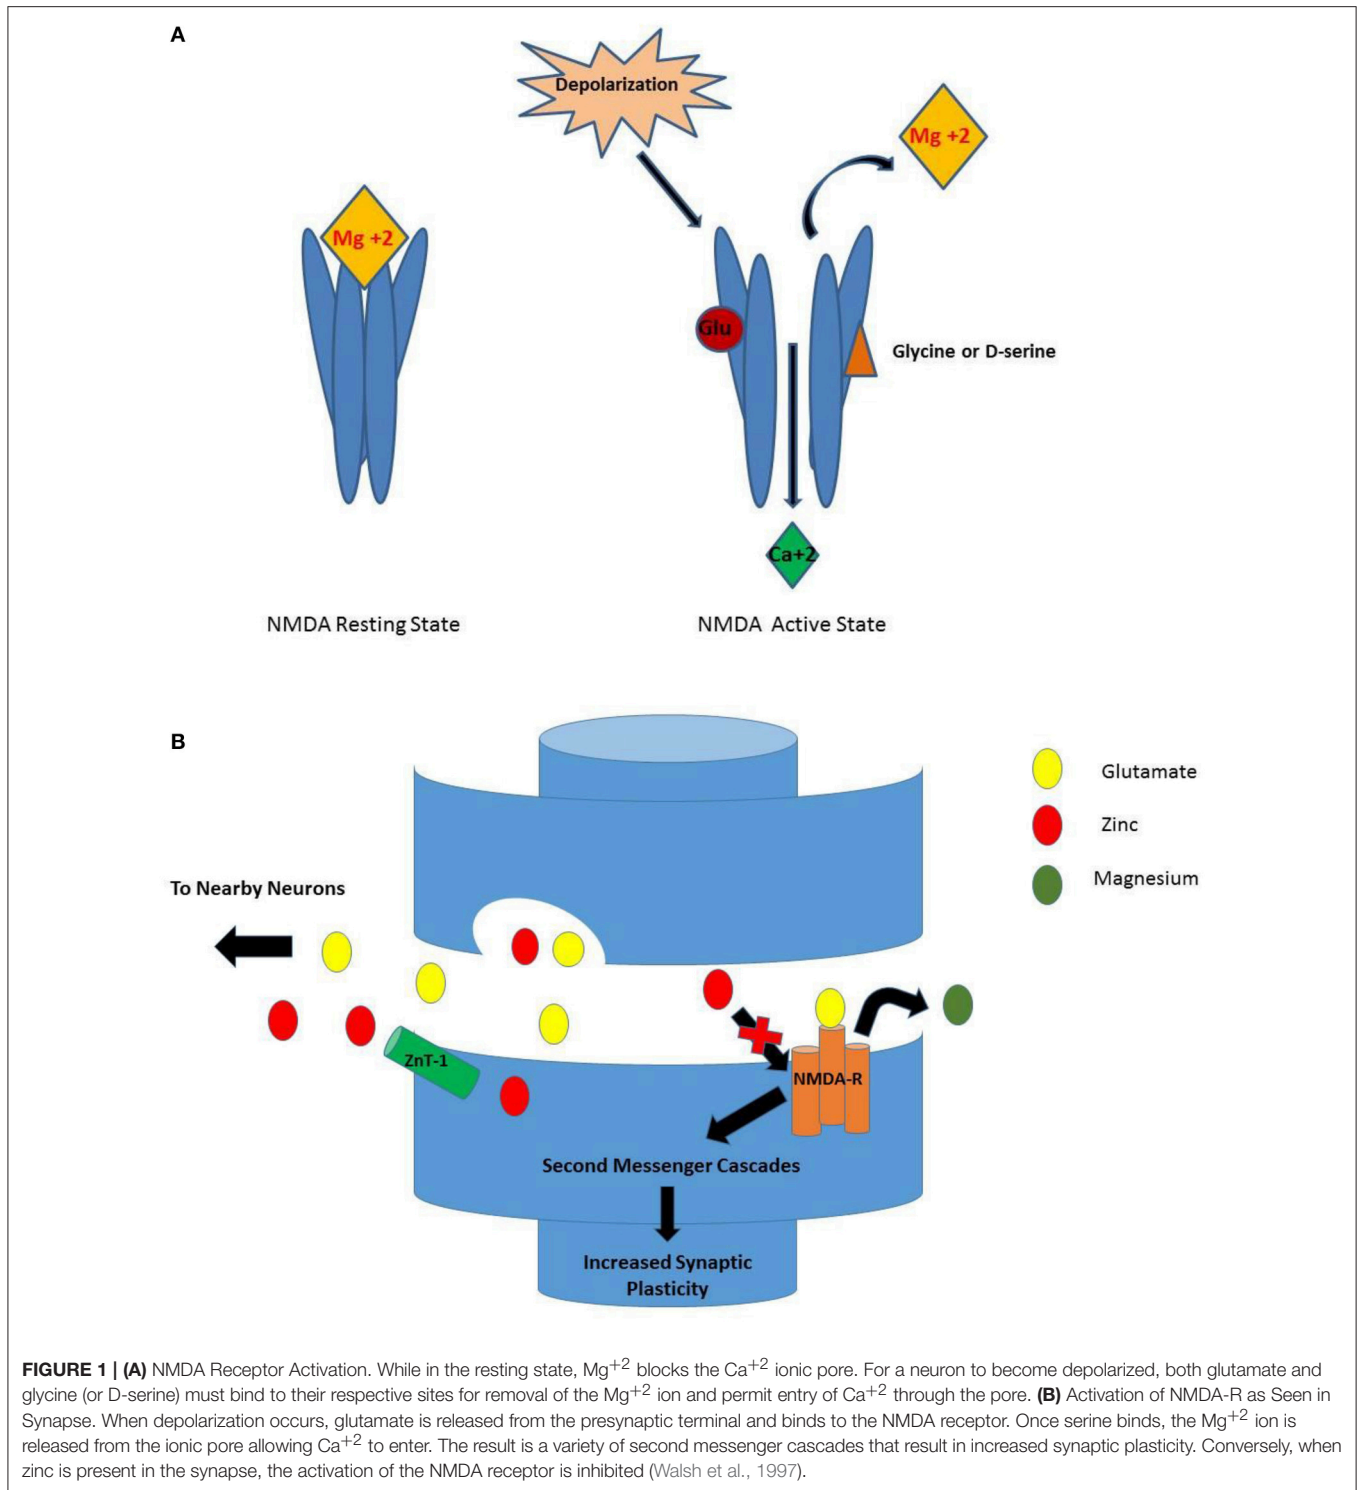 A
Depolarization
Mg +2
Mg +2
Glu
Glycine or D-serine
Ca+2
NMDA Resting State
NMDA Active State
B
Glutamate
Zinc
Magnesium
To Nearby Neurons
ZnT-1
NMDA-R
Second Messenger Cascades
Increased Synaptic
Plasticity
FIGURE 1 | (A) NMDA Receptor Activation. While in the resting state, Mg+2 blocks the Ca+2 ionic pore. For a neuron to become depolarized, both glutamate and
glycine (or D-serine) must bind to their respective sites for removal of the Mg+2 ion and permit entry of Ca+2 through the pore. (B) Activation of NMDA-R as Seen in
Synapse. When depolarization occurs, glutamate is released from the presynaptic terminal and binds to the NMDA receptor. Once serine binds, the Mg+2 ion is
released from the ionic pore allowing Ca+2 to enter. The result is a variety of second messenger cascades that result in increased synaptic plasticity. Conversely, when
zinc is present in the synapse, the activation of the NMDA receptor is inhibited (Walsh et al., 1997).